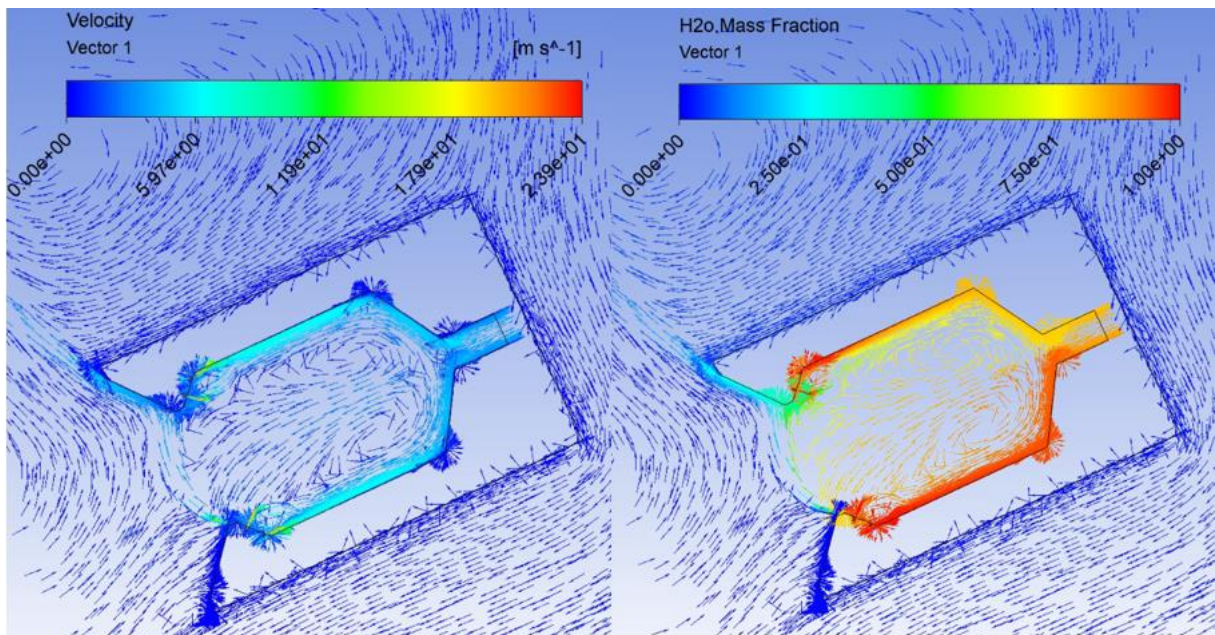 Velocity
Vector 1
[m s^-1]
0.00e+00
5.97e+00
1.19e+01
1.79e+01
2.39e+01
H2o.Mass Fraction
Vector 1
0.00e+00
2.50e-01
5.00e-01
7.50e-01
1.00e+00